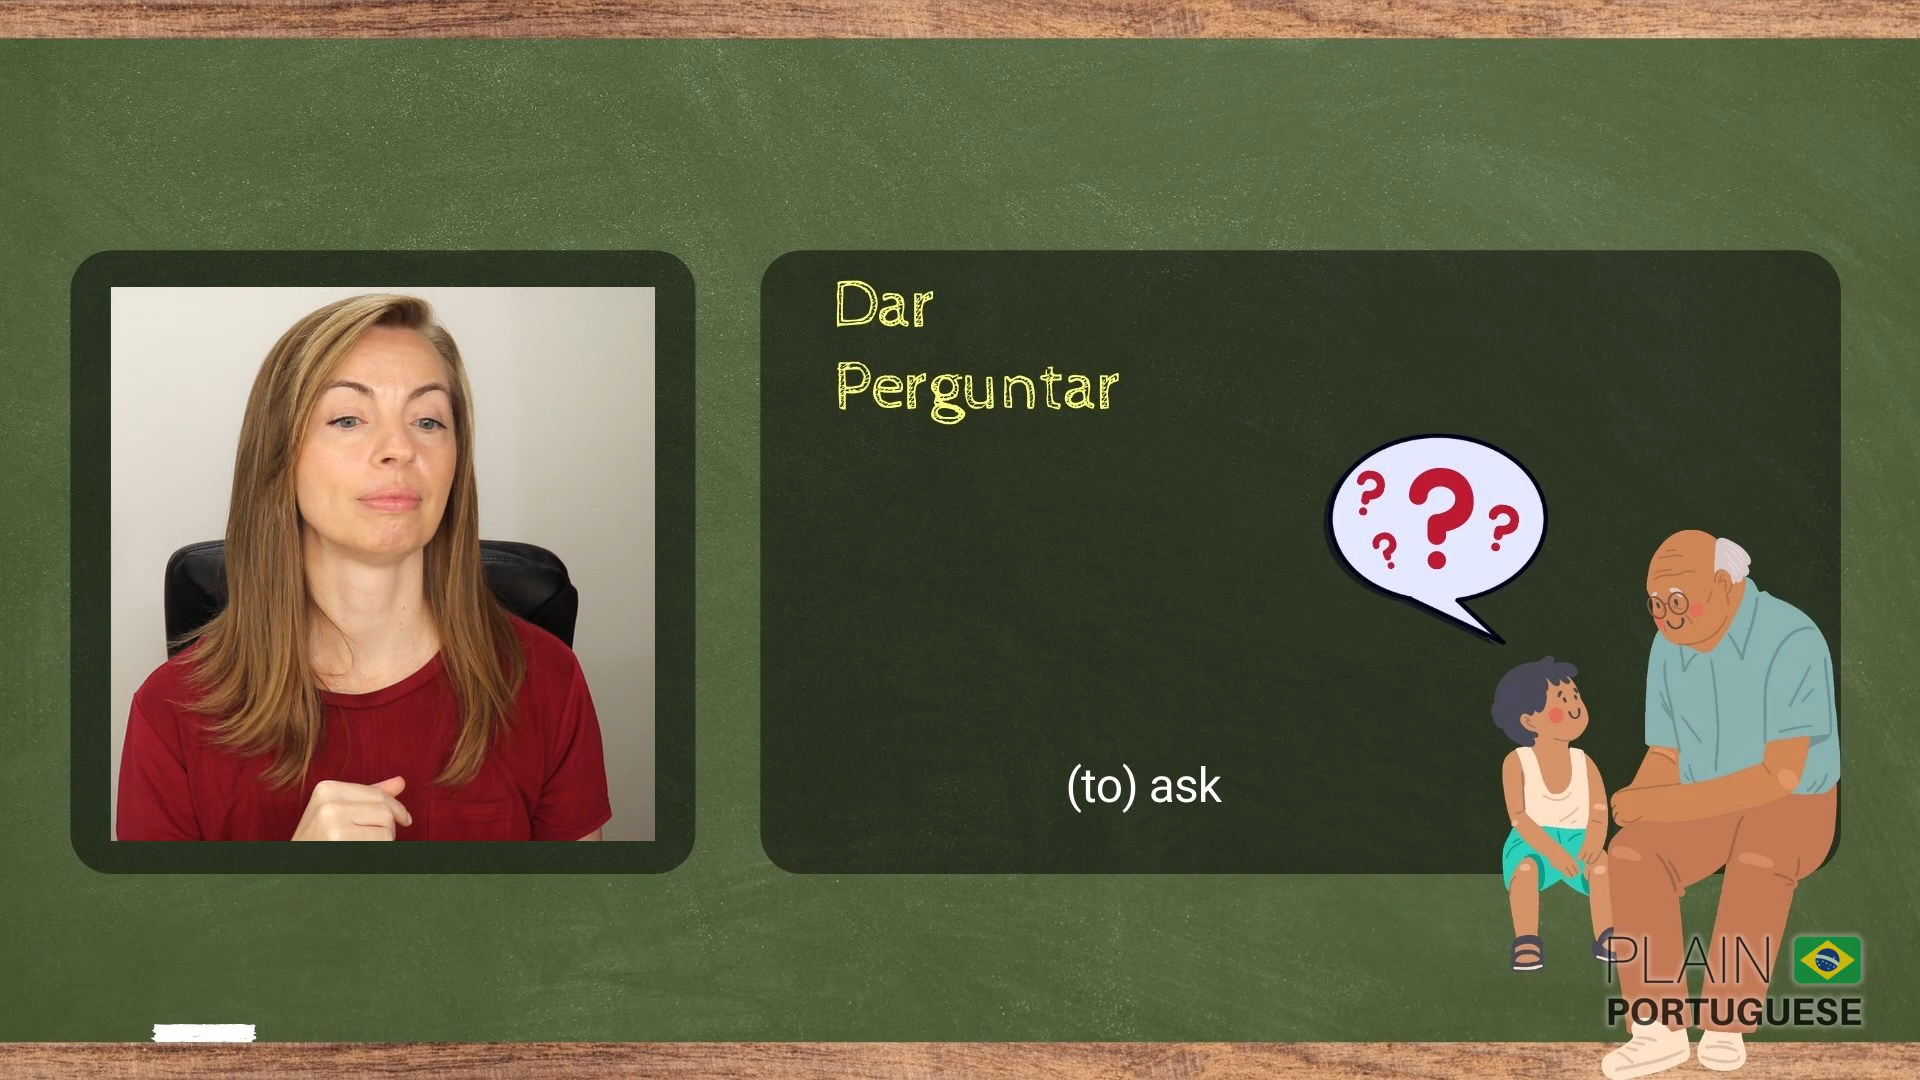 Dar
Perguntar
? ? ? ?
(to) ask
PLAIN
PORTUGUESE